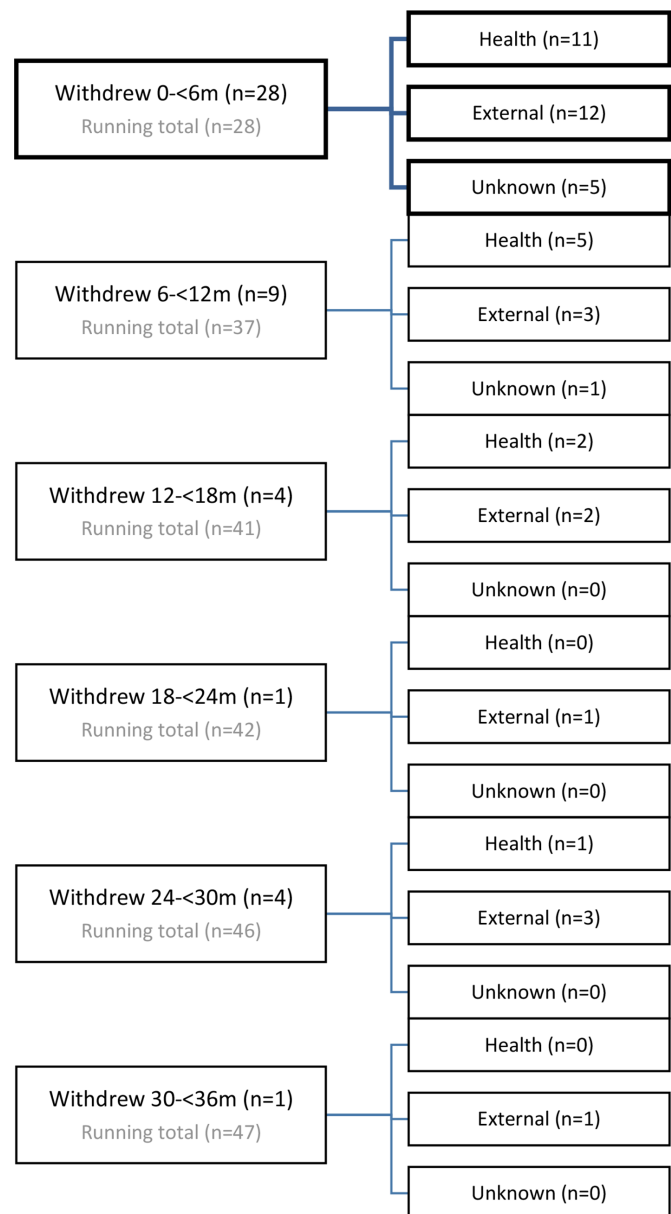 Withdrew 0-<6m (n=28)
Running total (n=28)
Health (n=11)
External (n=12)
Unknown (n=5)
Withdrew 6-<12m (n=9)
Running total (n=37)
Health (n=5)
External (n=3)
Unknown (n=1)
Withdrew 12-<18m (n=4)
Running total (n=41)
Health (n=2)
External (n=2)
Unknown (n=0)
Withdrew 18-<24m (n=1)
Running total (n=42)
Health (n=0)
External (n=1)
Unknown (n=0)
Withdrew 24-<30m (n=4)
Running total (n=46)
Health (n=1)
External (n=3)
Unknown (n=0)
Withdrew 30-<36m (n=1)
Running total (n=47)
Health (n=0)
External (n=1)
Unknown (n=0)